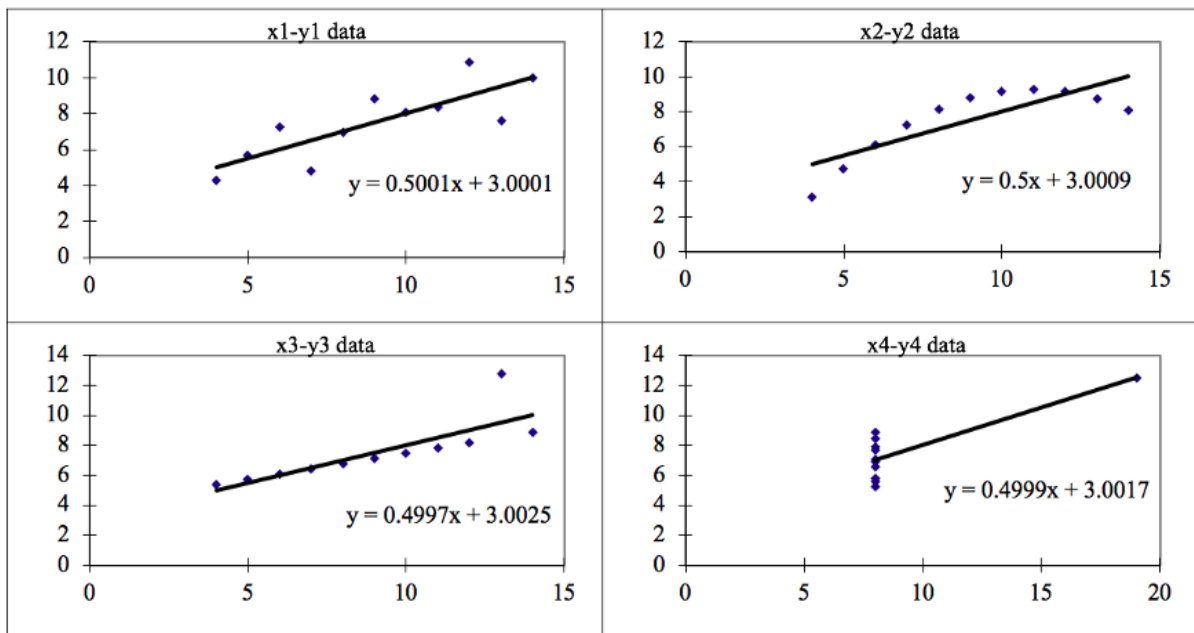 x1-y1 data
12
10
8
6
4
2
0
0 5 10 15
y = 0.5001x + 3.0001
x2-y2 data
12
10
8
6
4
2
0
0 5 10 15
y = 0.5x + 3.0009
x3-y3 data
14
12
10
8
6
4
2
0
0 5 10 15
y = 0.4997x + 3.0025
x4-y4 data
14
12
10
8
6
4
2
0
0 5 10 15 20
y = 0.4999x + 3.0017